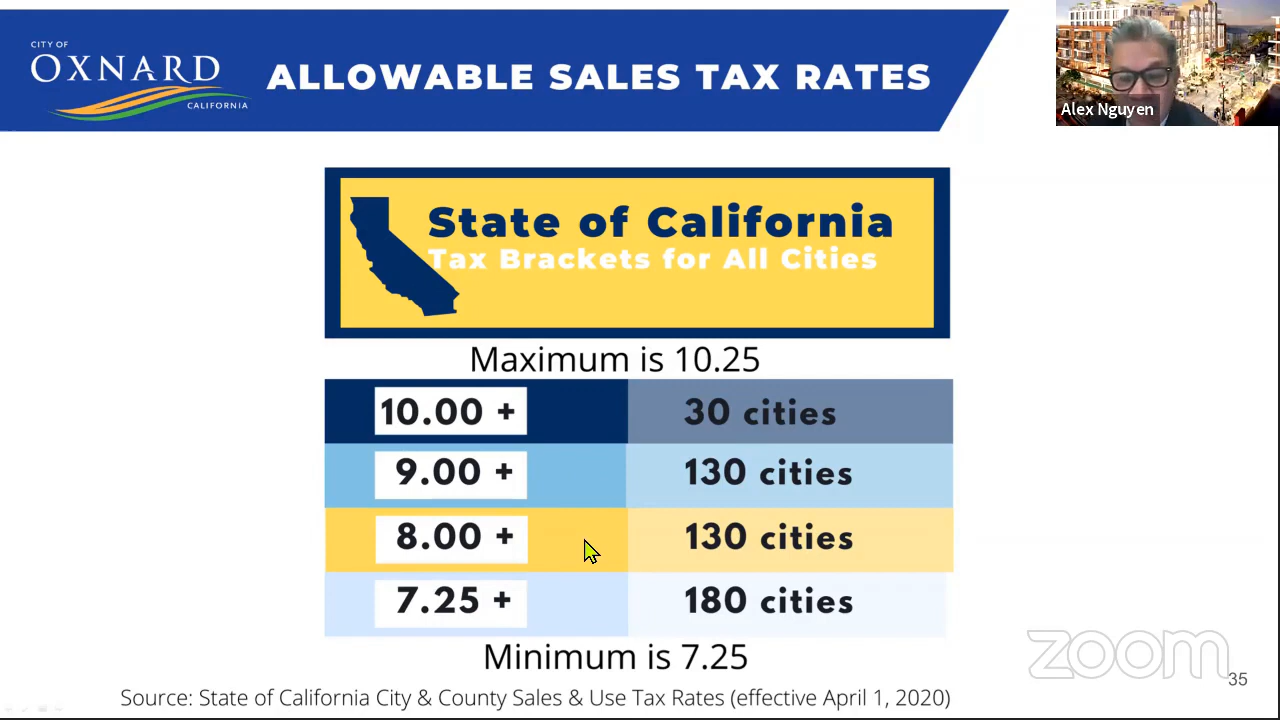 CITY OF
OXNARD
CALIFORNIA
ALLOWABLE SALES TAX RATES
Alex Nguyen
State of California
Tax Brackets for All Cities
Maximum is 10.25
10.00 + 30 cities
9.00 + 130 cities
8.00 + 130 cities
7.25 + 180 cities
Minimum is 7.25
zoom
Source: State of California City & County Sales & Use Tax Rates (effective April 1, 2020)
35